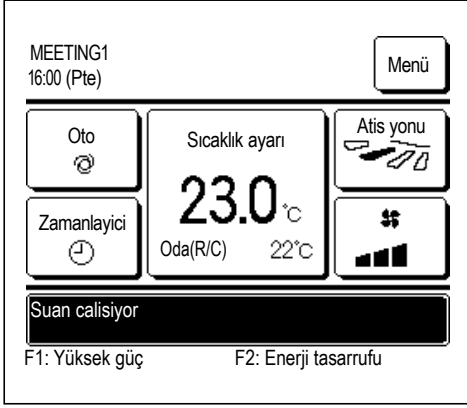 MEETING1
16:00 (Pte)
Menü
Oto
Sıcaklık ayarı
Atis yonu
23.0 °C
Zamanlayici
Oda(R/C) 22°C
Suan calisiyor
F1: Yüksek güç F2: Enerji tasarrufu